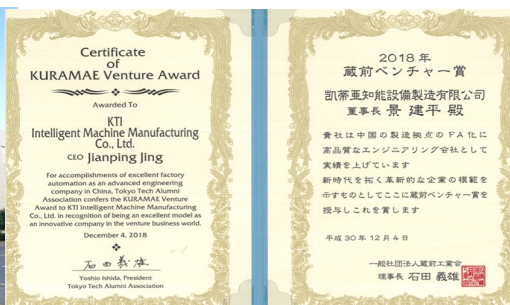 Certificate
of
KURAMAE Venture Award
Awarded To
KTI
Intelligent Machine Manufacturing
Co., Ltd.
CEO Jianping Jing
For accomplishments of excellent factory
automation as an advanced engineering
company in China, Tokyo Tech Alumni
Association confers the KURAMAE Venture
Award to KTI Intelligent Machine Manufacturing
Co., Ltd. in recognition of being an excellent model as
an innovative company in the venture business world.
December 4, 2018
石田義雄
Yoshio Ishida, President
Tokyo Tech Alumni Association
2018年
蔵前ベンチャー賞
凱蒂亜知能設備製造有限公司
董事長 景 建平 殿
貴社は中国の製造拠点のFA化に
高品質なエンジニアリング会社として
実績を上げています
新時代を拓く革新的な企業の模範を
示すものとしてここに蔵前ベンチャー賞を
授与しこれを賞します
平成30年12月4日
一般社団法人蔵前工業会
理事長 石田 義雄